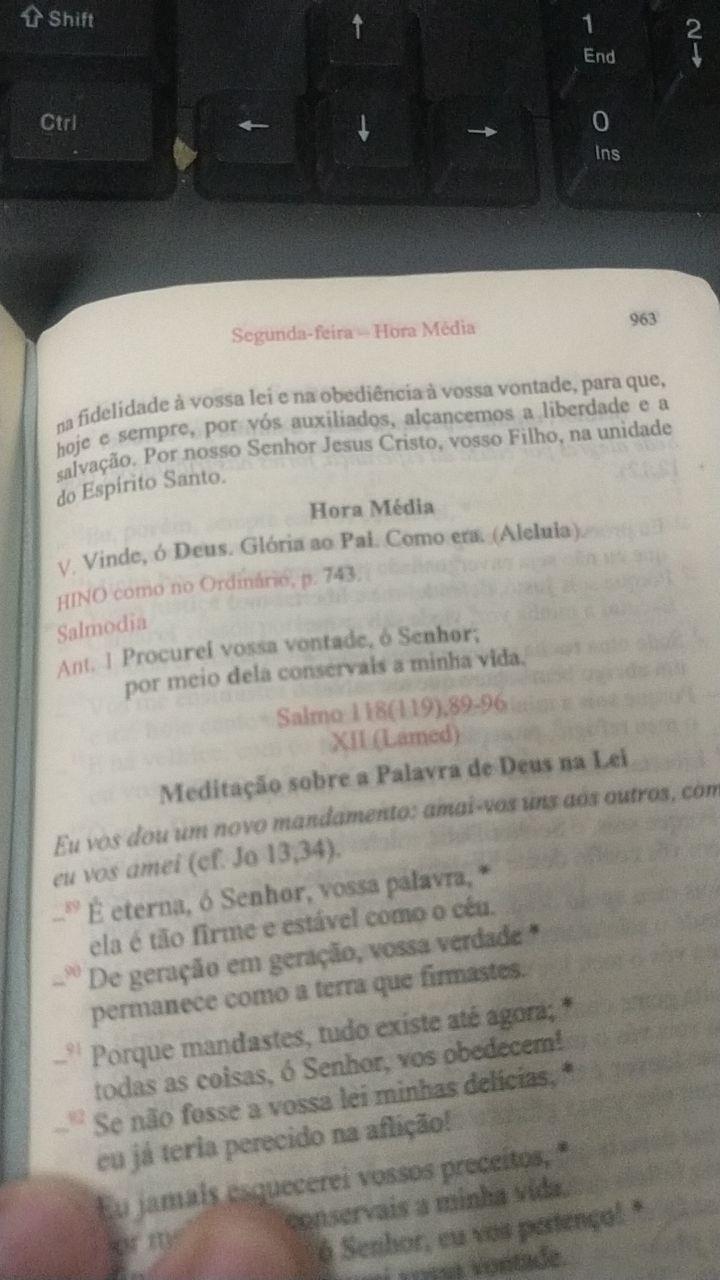 ⇧ Shift
↑
1
End
2
↓
Ctrl
←
↓
→
0
Ins
Segunda-feira – Hora Média
963
na fidelidade à vossa lei e na obediência à vossa vontade, para que,
hoje e sempre, por vós auxiliados, alcancemos a liberdade e a
salvação. Por nosso Senhor Jesus Cristo, vosso Filho, na unidade
do Espírito Santo.
Hora Média
V. Vinde, ó Deus. Glória ao Pai. Como era. (Aleluia).
HINO como no Ordinário, p. 743.
Salmodia
Ant. 1 Procurei vossa vontade, ó Senhor;
por meio dela conservais a minha vida.
Salmo 118(119),89-96
XII (Lamed)
Meditação sobre a Palavra de Deus na Lei
Eu vos dou um novo mandamento: amai-vos uns aos outros, com
eu vos amei (cf. Jo 13,34).
–89 É eterna, ó Senhor, vossa palavra, *
ela é tão firme e estável como o céu.
–90 De geração em geração, vossa verdade *
permanece como a terra que firmastes.
–91 Porque mandastes, tudo existe até agora; *
todas as coisas, ó Senhor, vos obedecem!
–92 Se não fosse a vossa lei minhas delícias, *
eu já teria perecido na aflição!
Eu jamais esquecerei vossos preceitos, *
conservais a minha vida.
ó Senhor, eu vos pertenço! *
vossa vontade.